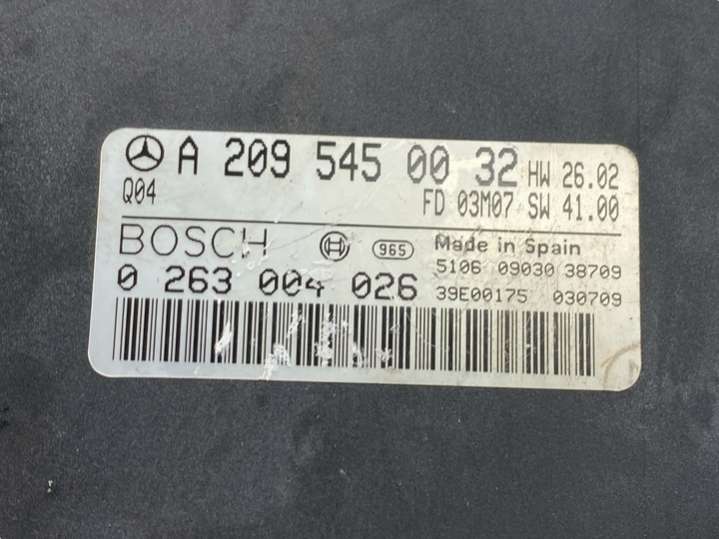 A 209 545 00 32 HW 26.02
Q04 FD 03M07 SW 41.00
BOSCH 965 Made in Spain
5106 09030 38709
0 263 004 026 39E00175 030709